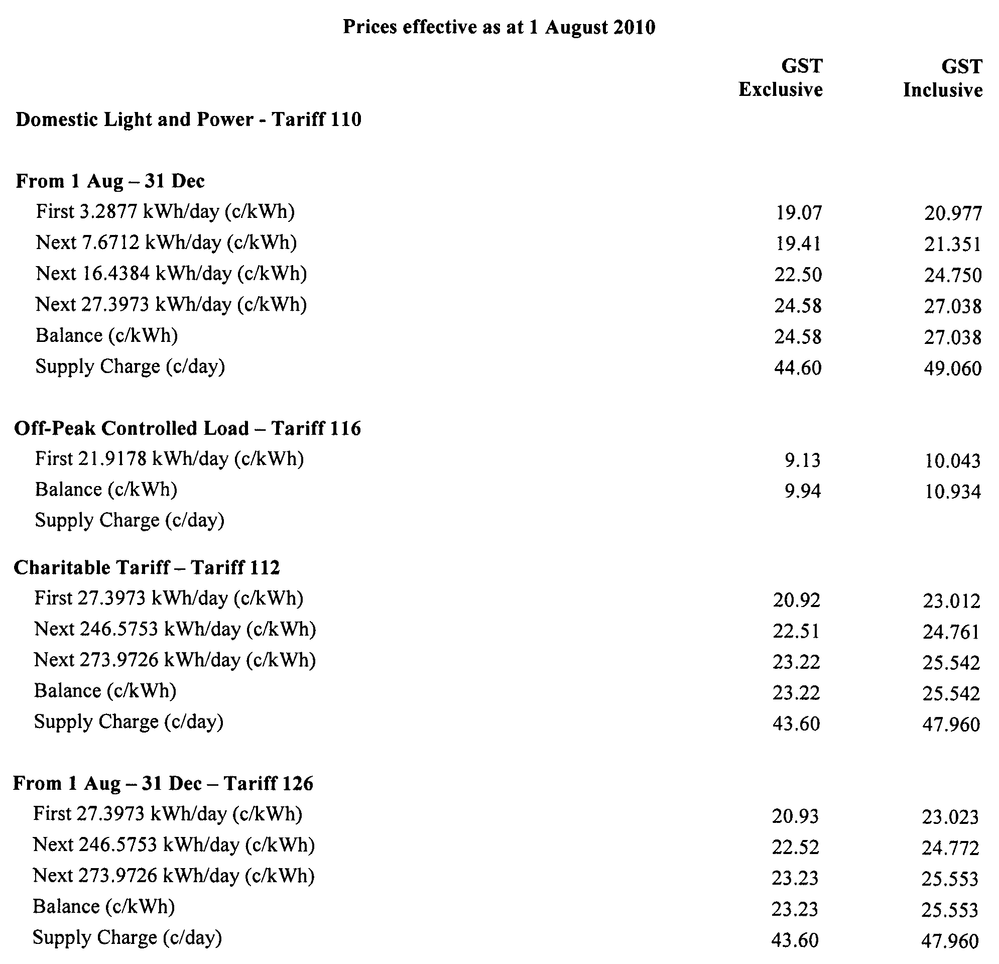 Prices effective as at 1 August 2010
GST GST
Exclusive Inclusive
Domestic Light and Power - Tariff 110
From 1 Aug – 31 Dec
First 3.2877 kWh/day (c/kWh) 19.07 20.977
Next 7.6712 kWh/day (c/kWh) 19.41 21.351
Next 16.4384 kWh/day (c/kWh) 22.50 24.750
Next 27.3973 kWh/day (c/kWh) 24.58 27.038
Balance (c/kWh) 24.58 27.038
Supply Charge (c/day) 44.60 49.060
Off-Peak Controlled Load – Tariff 116
First 21.9178 kWh/day (c/kWh) 9.13 10.043
Balance (c/kWh) 9.94 10.934
Supply Charge (c/day)
Charitable Tariff – Tariff 112
First 27.3973 kWh/day (c/kWh) 20.92 23.012
Next 246.5753 kWh/day (c/kWh) 22.51 24.761
Next 273.9726 kWh/day (c/kWh) 23.22 25.542
Balance (c/kWh) 23.22 25.542
Supply Charge (c/day) 43.60 47.960
From 1 Aug – 31 Dec – Tariff 126
First 27.3973 kWh/day (c/kWh) 20.93 23.023
Next 246.5753 kWh/day (c/kWh) 22.52 24.772
Next 273.9726 kWh/day (c/kWh) 23.23 25.553
Balance (c/kWh) 23.23 25.553
Supply Charge (c/day) 43.60 47.960